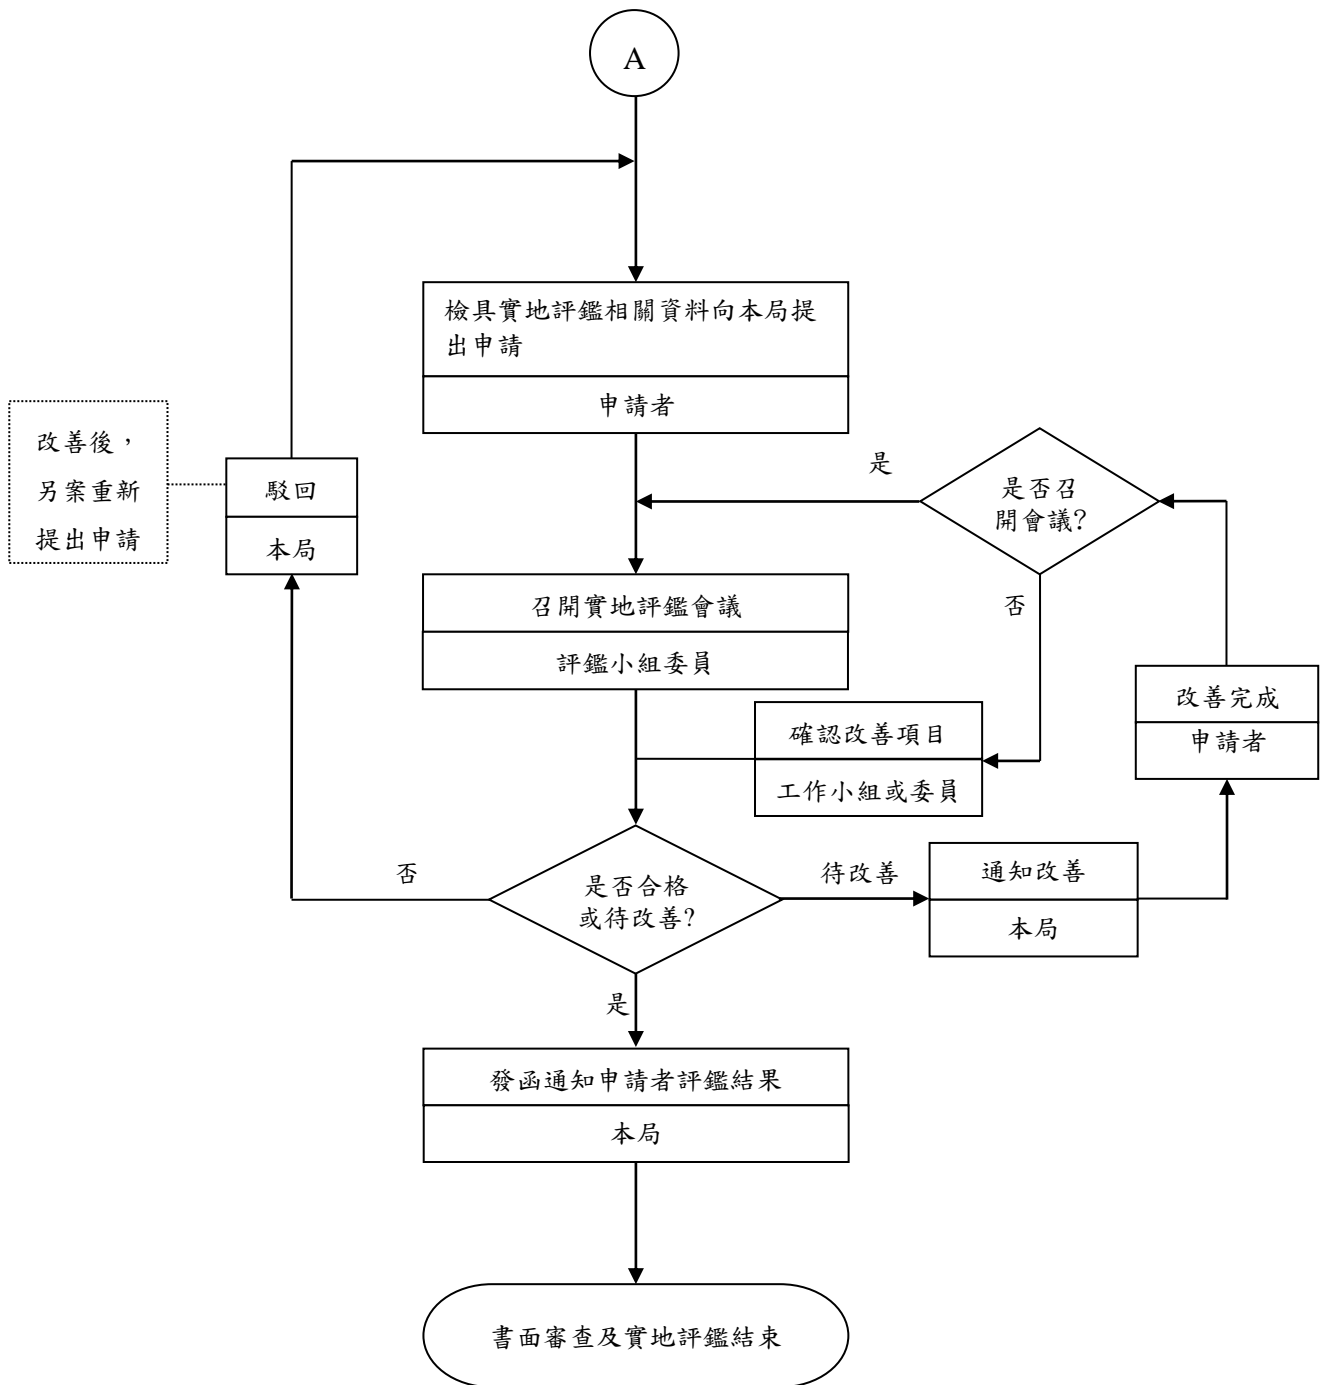 A
檢具實地評鑑相關資料向本局提
出申請
申請者
改善後，
另案重新
提出申請
駁回
本局
是
是否召
開會議?
否
召開實地評鑑會議
評鑑小組委員
改善完成
申請者
確認改善項目
工作小組或委員
否
是否合格
或待改善?
待改善
通知改善
本局
是
發函通知申請者評鑑結果
本局
書面審查及實地評鑑結束